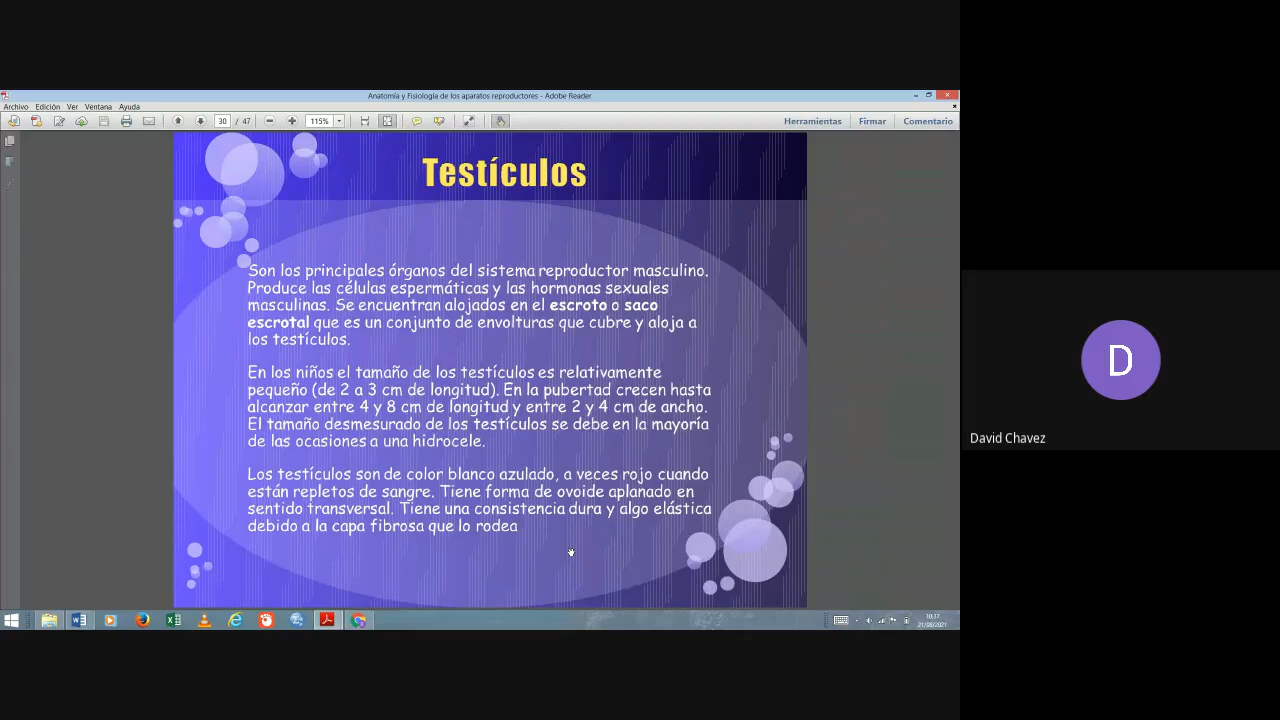 Anatomía y Fisiología de los aparatos reproductores - Adobe Reader
Archivo Edición Ver Ventana Ayuda
30 / 47 115% Herramientas Firmar Comentario
Testículos
Son los principales órganos del sistema reproductor masculino.
Produce las células espermáticas y las hormonas sexuales
masculinas. Se encuentran alojados en el escroto o saco
escrotal que es un conjunto de envolturas que cubre y aloja a
los testículos.
En los niños el tamaño de los testículos es relativamente
pequeño (de 2 a 3 cm de longitud). En la pubertad crecen hasta
alcanzar entre 4 y 8 cm de longitud y entre 2 y 4 cm de ancho.
El tamaño desmesurado de los testículos se debe en la mayoría
de las ocasiones a una hidrocele.
Los testículos son de color blanco azulado, a veces rojo cuando
están repletos de sangre. Tiene forma de ovoide aplanado en
sentido transversal. Tiene una consistencia dura y algo elástica
debido a la capa fibrosa que lo rodea
D
David Chavez
10:37
21/08/2021